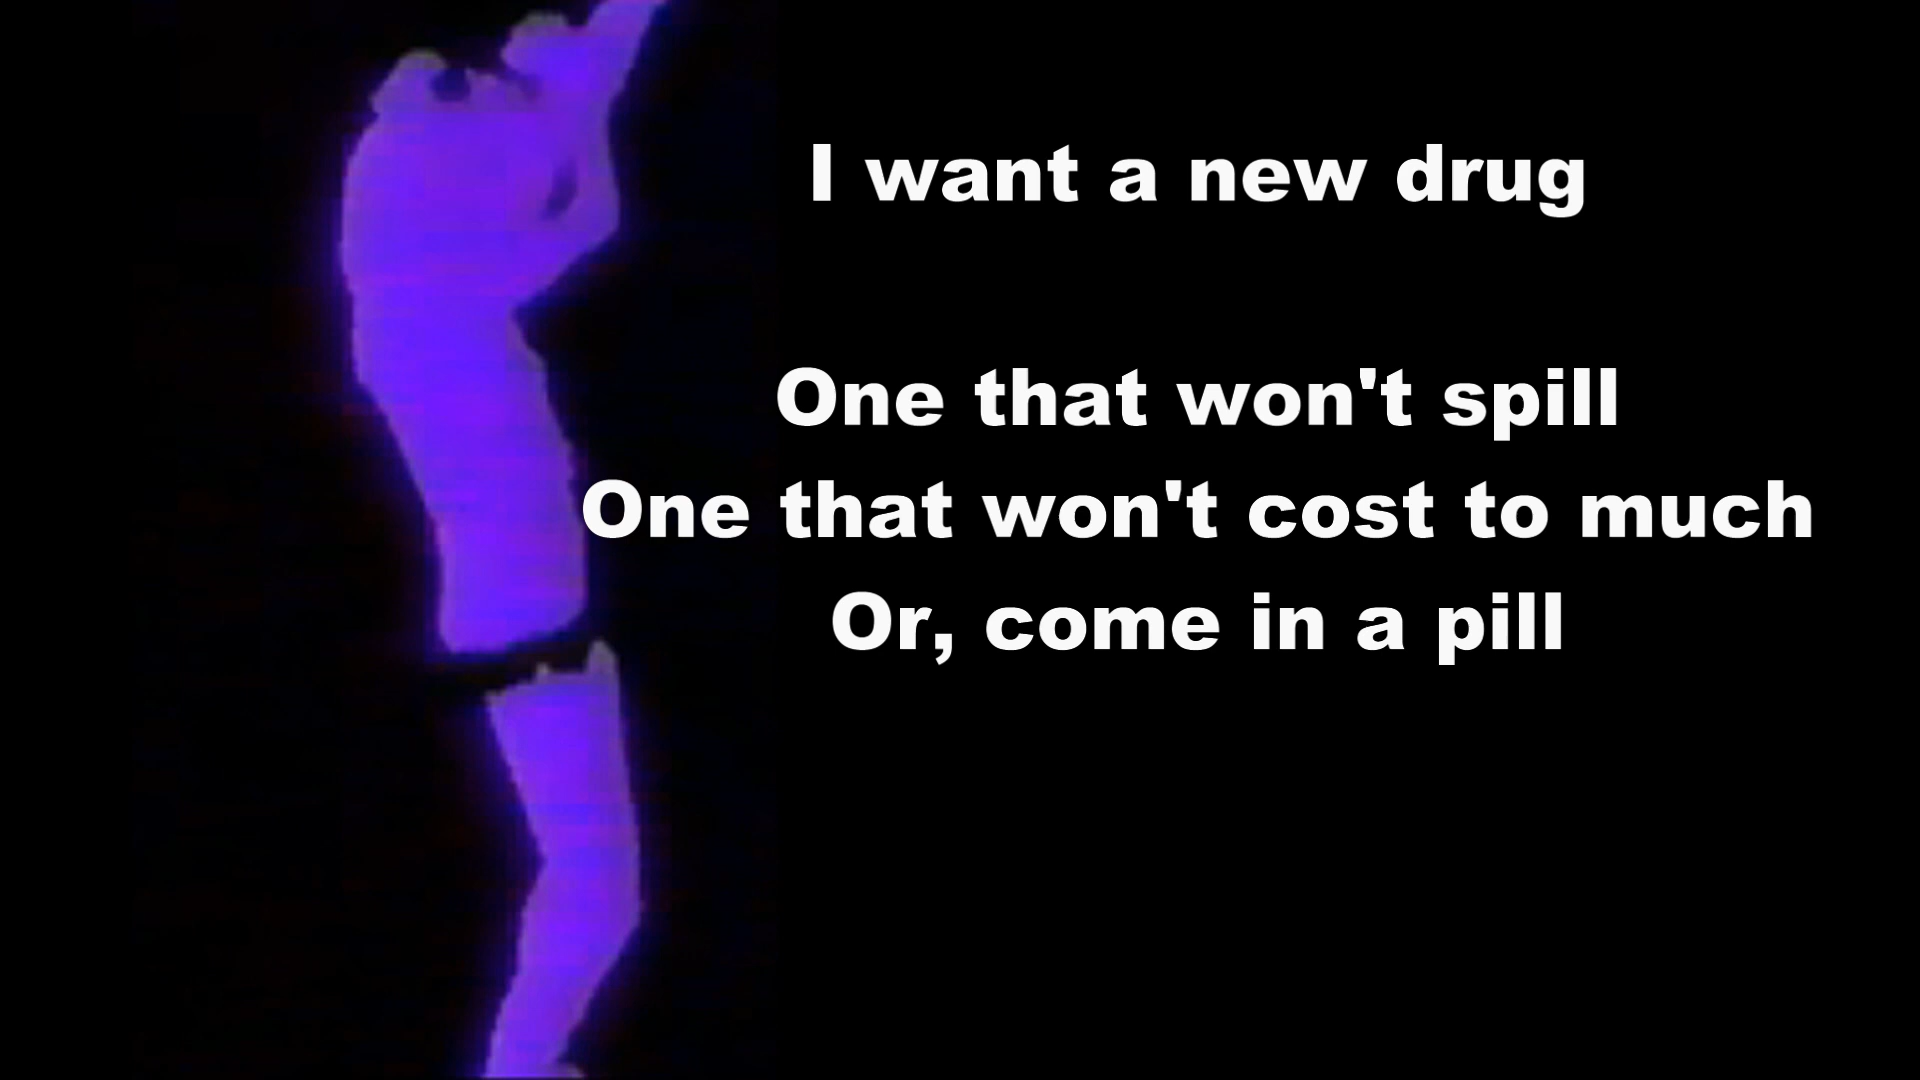 I want a new drug
One that won't spill
One that won't cost to much
Or, come in a pill